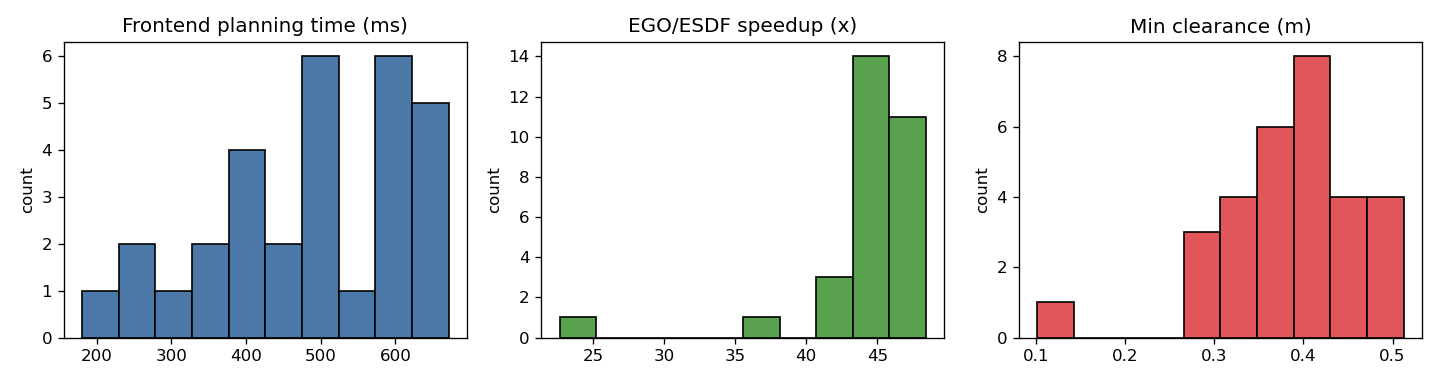 Frontend planning time (ms)
count
6
5
4
3
2
1
0
200 300 400 500 600
EGO/ESDF speedup (x)
count
14
12
10
8
6
4
2
0
25 30 35 40 45
Min clearance (m)
count
8
6
4
2
0
0.1 0.2 0.3 0.4 0.5